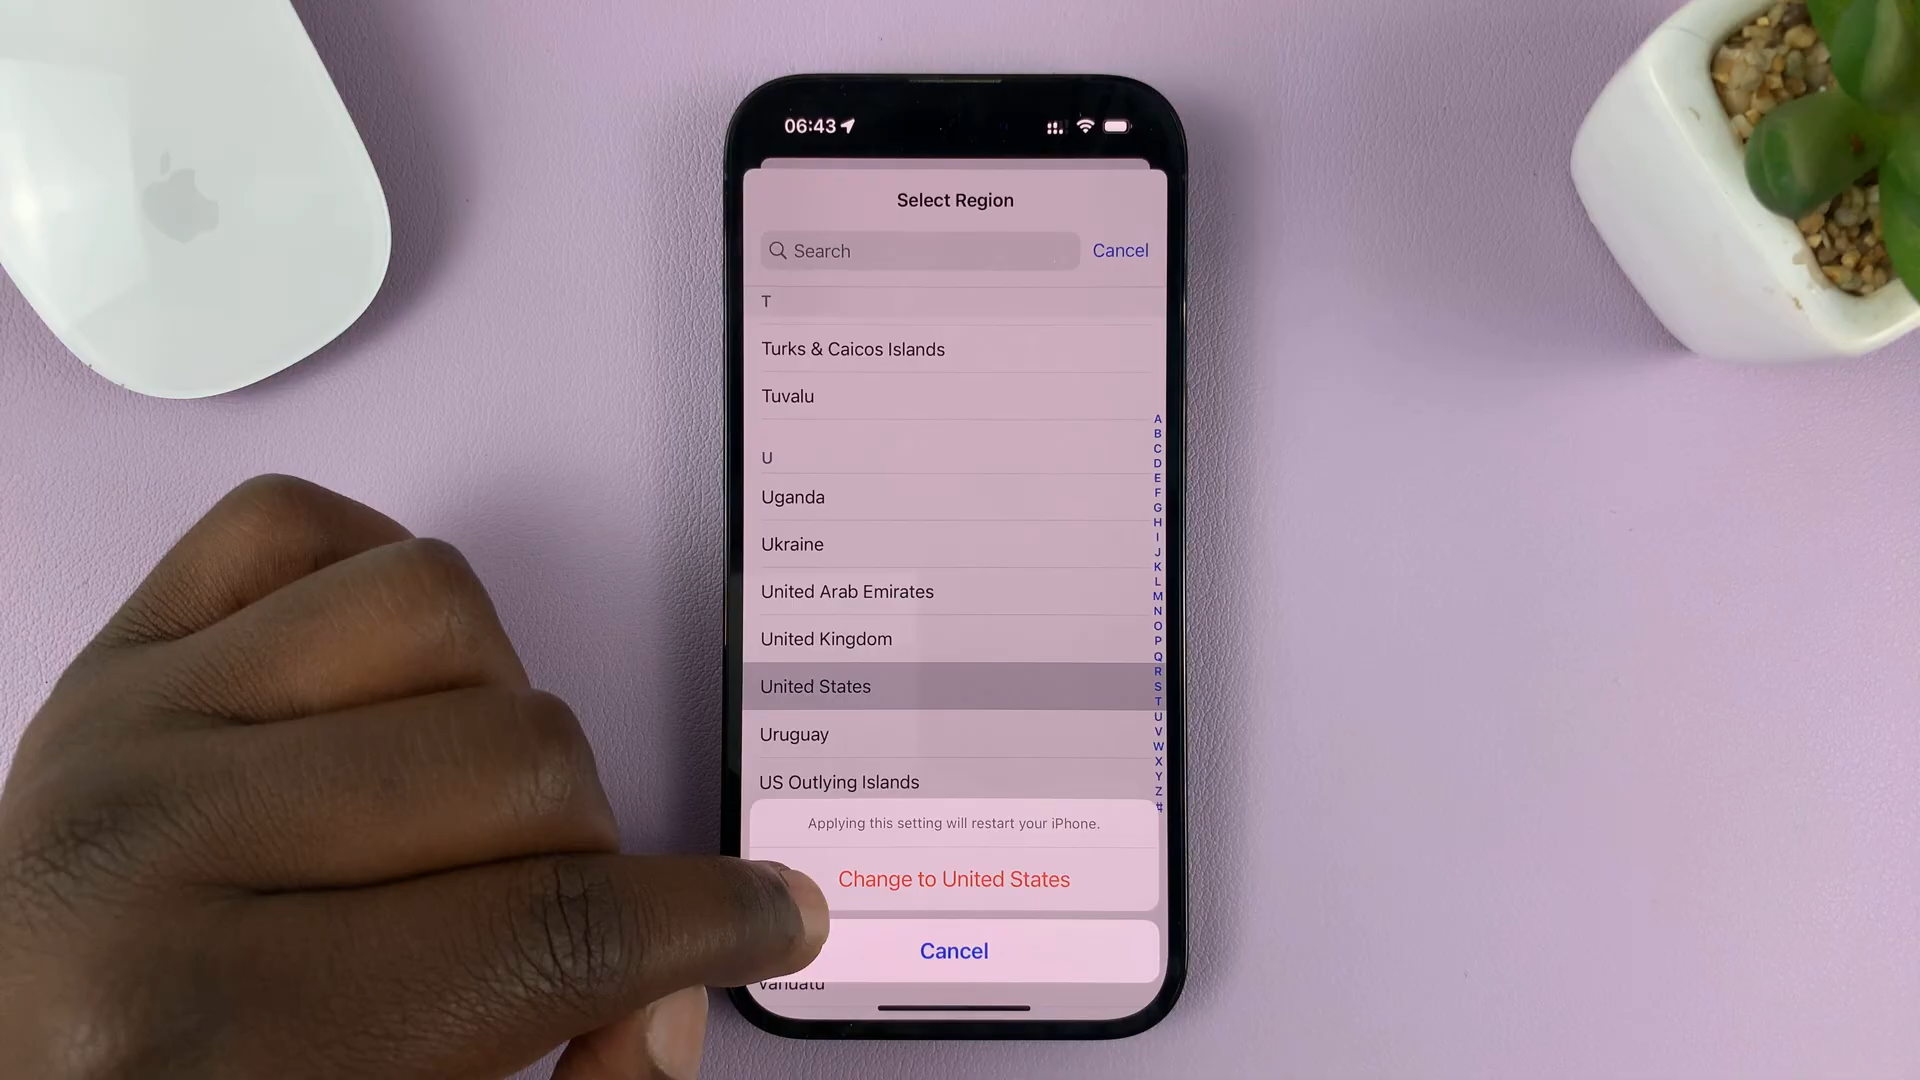 06:43
Select Region
Search
Cancel
T
Turks & Caicos Islands
Tuvalu
U
Uganda
Ukraine
United Arab Emirates
United Kingdom
United States
Uruguay
US Outlying Islands
A
B
C
D
E
F
G
H
I
J
K
L
M
N
O
P
Q
R
S
T
U
V
W
X
Y
Z
#
Applying this setting will restart your iPhone.
Change to United States
Cancel
Vanuatu